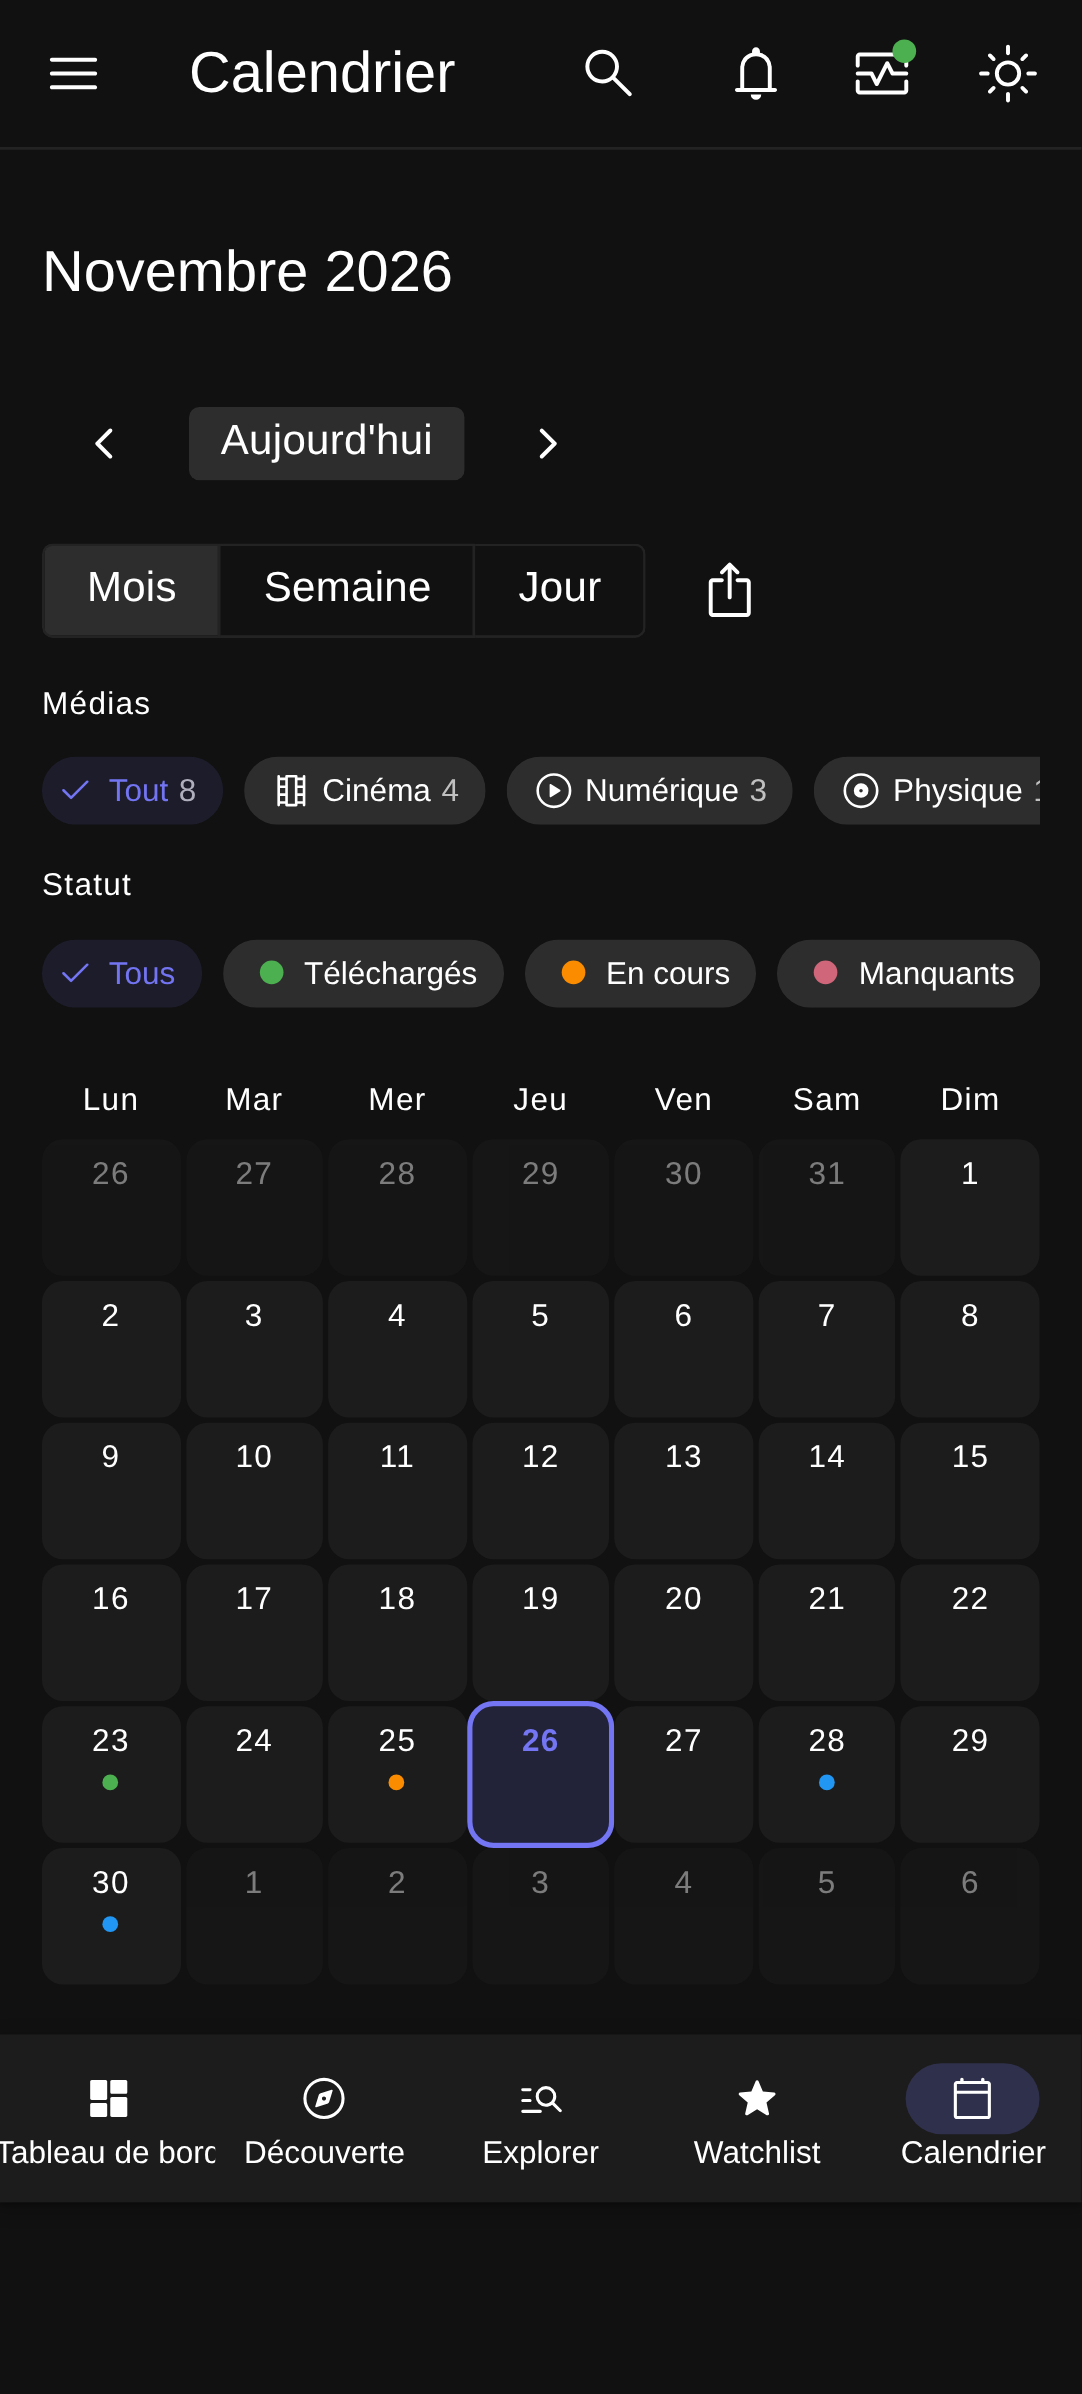 Calendrier
Novembre 2026
Aujourd'hui
Mois Semaine Jour
Médias
Tout 8 Cinéma 4 Numérique 3 Physique
Statut
Tous Téléchargés En cours Manquants
Lun Mar Mer Jeu Ven Sam Dim
26 27 28 29 30 31 1
2 3 4 5 6 7 8
9 10 11 12 13 14 15
16 17 18 19 20 21 22
23 24 25 26 27 28 29
30 1 2 3 4 5 6
Tableau de bord Découverte Explorer Watchlist Calendrier